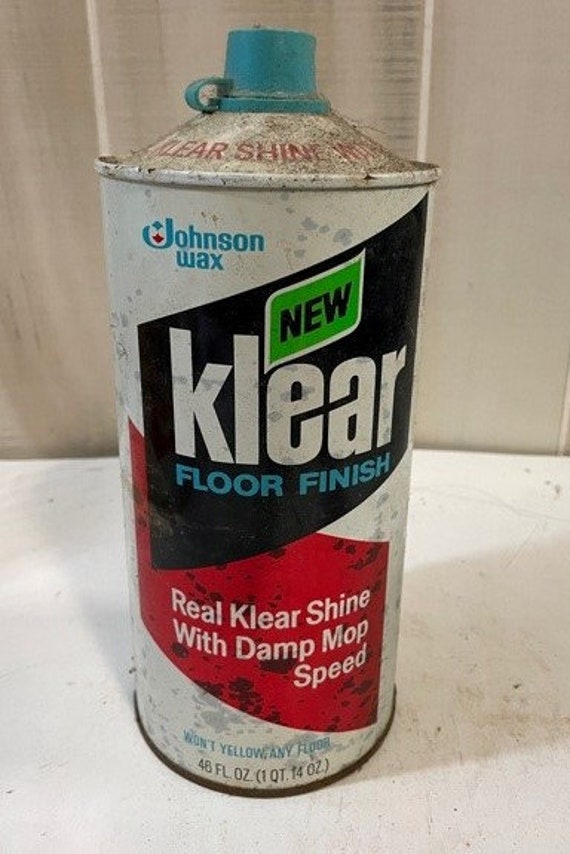 KLEAR SHINE
Johnson
wax
NEW
klear
FLOOR FINISH
Real Klear Shine
With Damp Mop
Speed
WON'T YELLOW ANY FLOOR
46 FL. OZ. (1 QT. 14 OZ.)